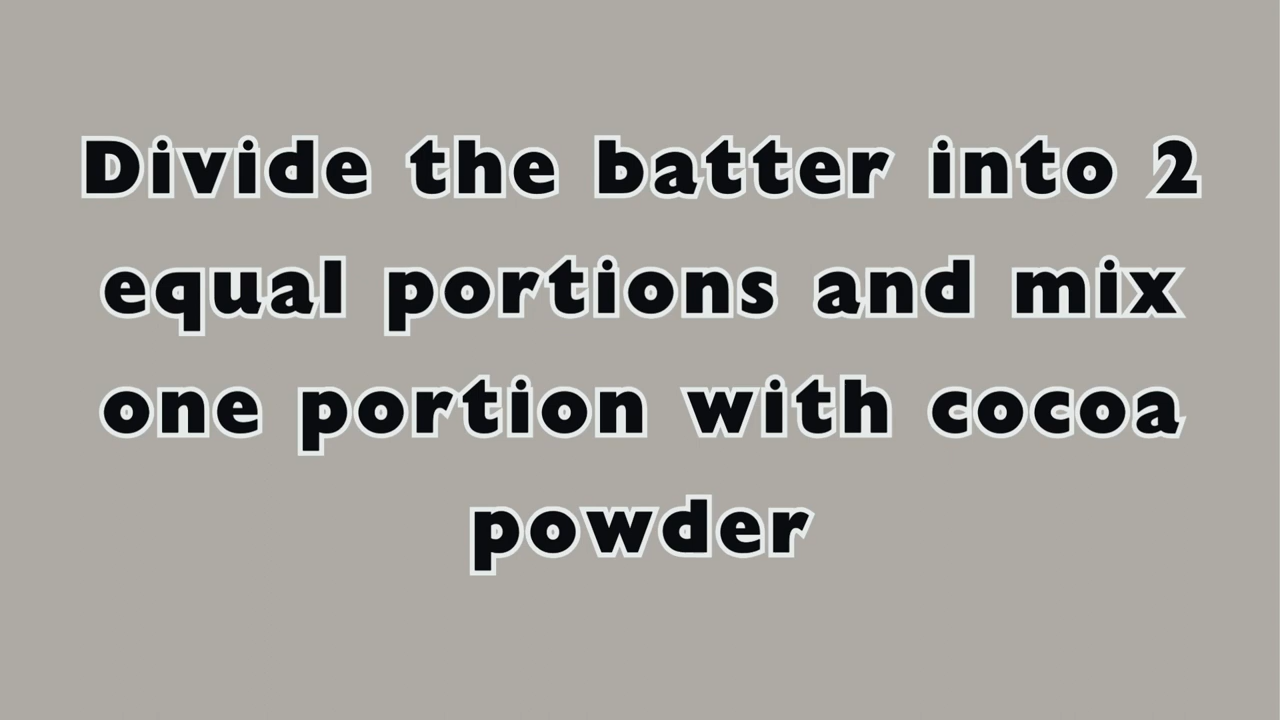 Divide the batter into 2
equal portions and mix
one portion with cocoa
powder